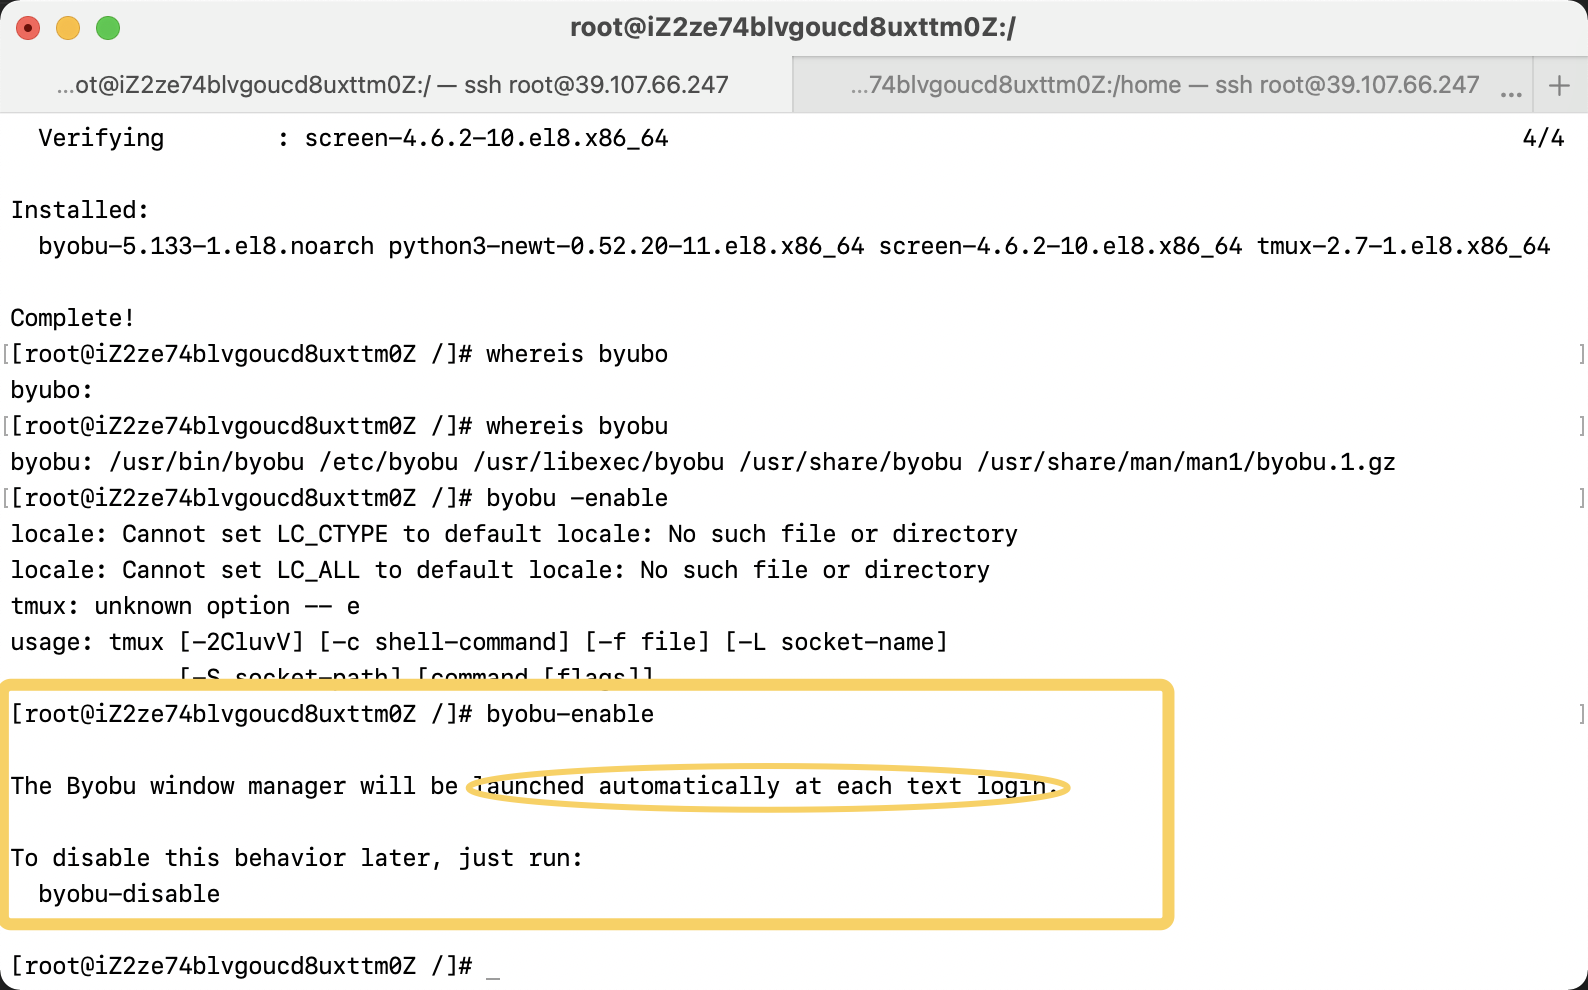 root@iZ2ze74blvgoucd8uxttm0Z:/
...ot@iZ2ze74blvgoucd8uxttm0Z:/ — ssh root@39.107.66.247
...74blvgoucd8uxttm0Z:/home — ssh root@39.107.66.247 ... +
Verifying        : screen-4.6.2-10.el8.x86_64 4/4
Installed:
byobu-5.133-1.el8.noarch python3-newt-0.52.20-11.el8.x86_64 screen-4.6.2-10.el8.x86_64 tmux-2.7-1.el8.x86_64
Complete!
[[root@iZ2ze74blvgoucd8uxttm0Z /]# whereis byubo ]
byubo:
[[root@iZ2ze74blvgoucd8uxttm0Z /]# whereis byobu ]
byobu: /usr/bin/byobu /etc/byobu /usr/libexec/byobu /usr/share/byobu /usr/share/man/man1/byobu.1.gz
[[root@iZ2ze74blvgoucd8uxttm0Z /]# byobu -enable ]
locale: Cannot set LC_CTYPE to default locale: No such file or directory
locale: Cannot set LC_ALL to default locale: No such file or directory
tmux: unknown option -- e
usage: tmux [-2CluvV] [-c shell-command] [-f file] [-L socket-name]
[-S socket-path] [command [flags]]
[root@iZ2ze74blvgoucd8uxttm0Z /]# byobu-enable ]
The Byobu window manager will be launched automatically at each text login.
To disable this behavior later, just run:
byobu-disable
[root@iZ2ze74blvgoucd8uxttm0Z /]# _